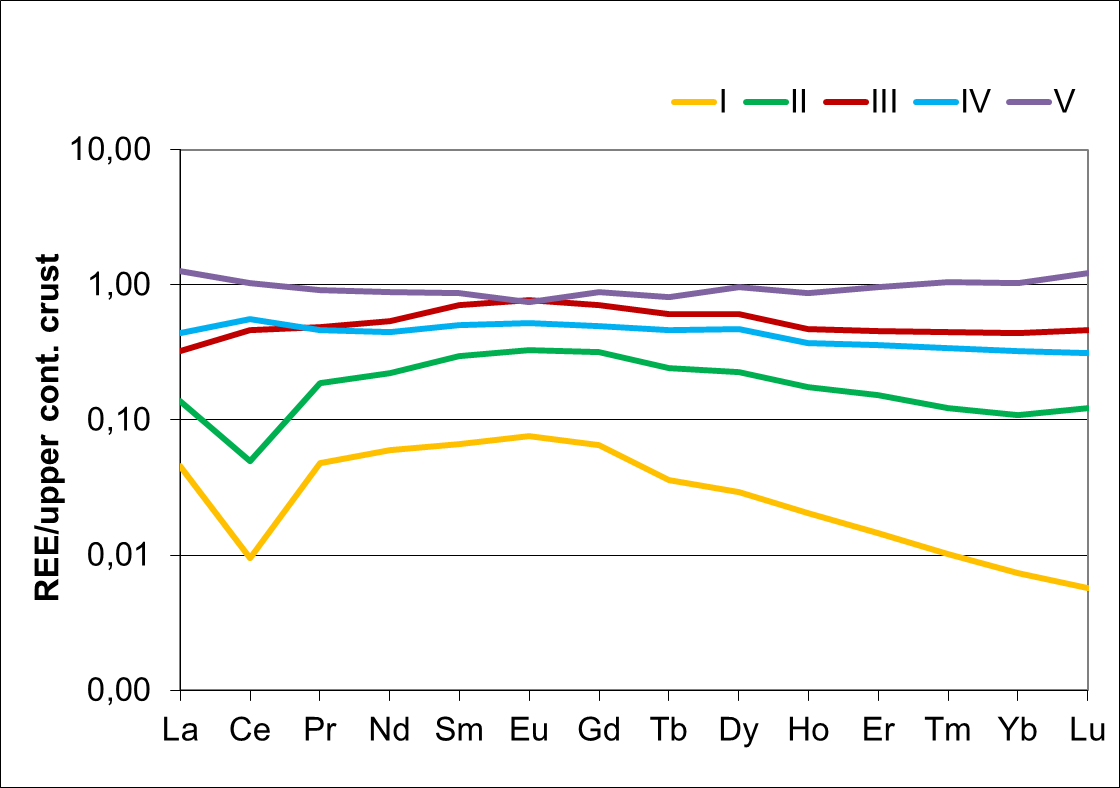 I II III IV V
10,00
1,00
0,10
0,01
0,00
REE/upper cont. crust
La Ce Pr Nd Sm Eu Gd Tb Dy Ho Er Tm Yb Lu